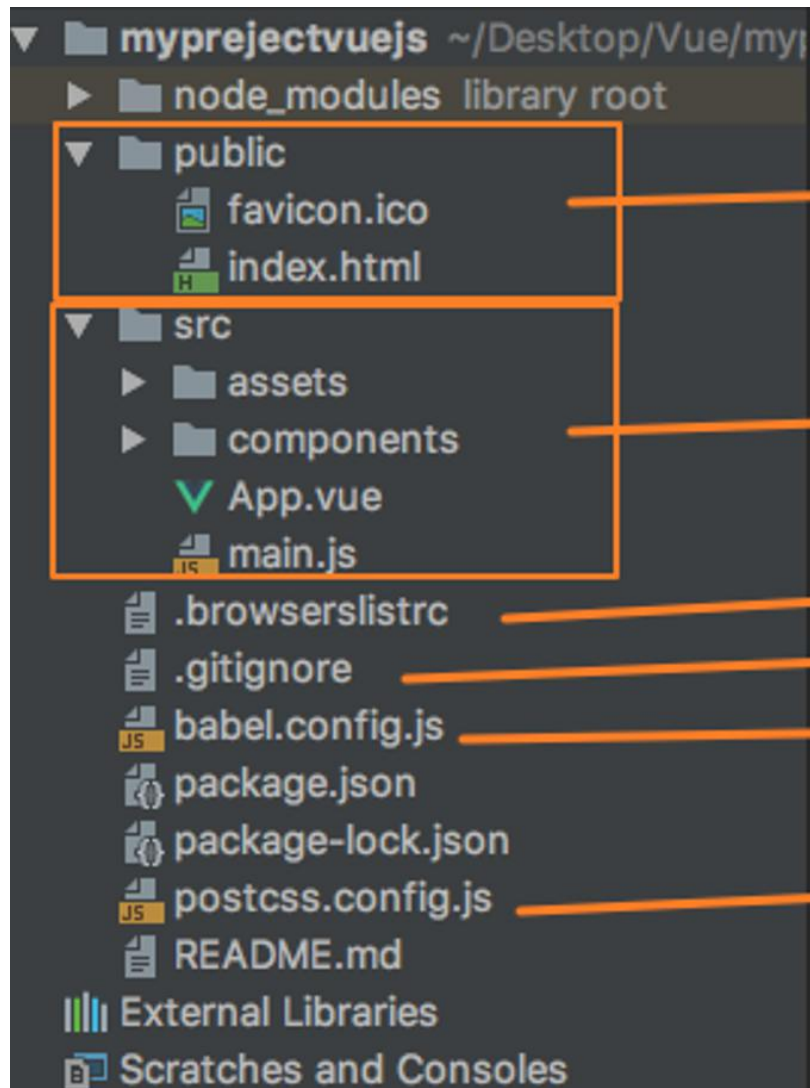 myprejectvuejs ~/Desktop/Vue/myp
node_modules library root
public
favicon.ico
index.html
src
assets
components
App.vue
main.js
.browserslistrc
.gitignore
babel.config.js
package.json
package-lock.json
postcss.config.js
README.md
External Libraries
Scratches and Consoles